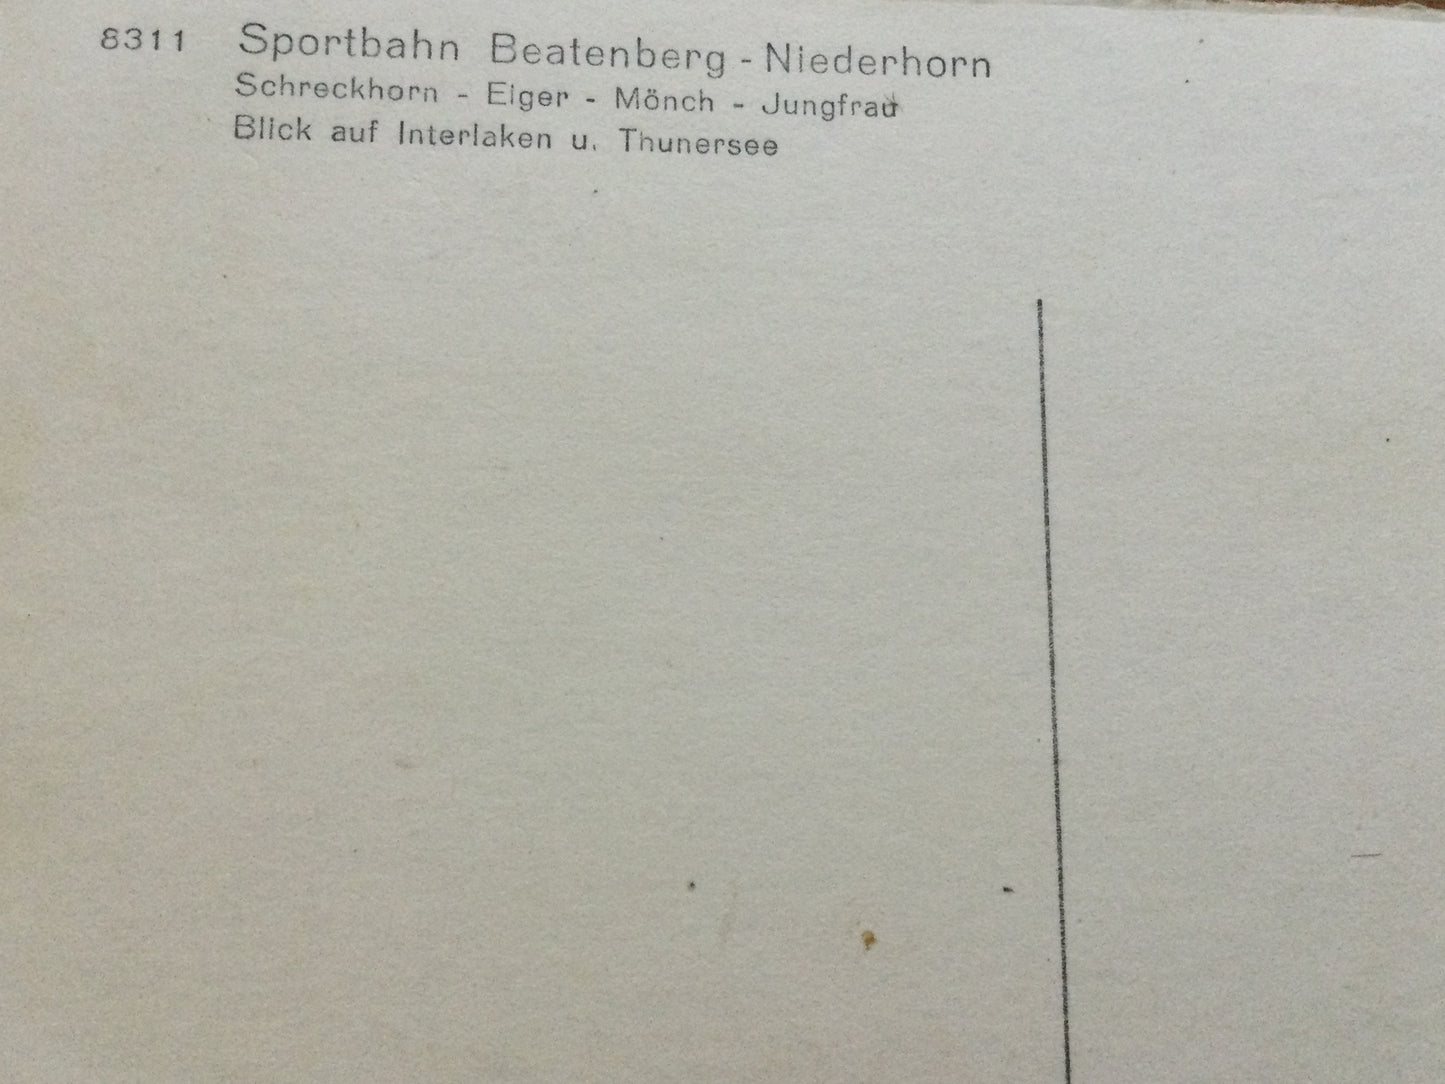 8311 Sportbahn Beatenberg - Niederhorn
Schreckhorn - Eiger - Mönch - Jungfrau
Blick auf Interlaken u. Thunersee